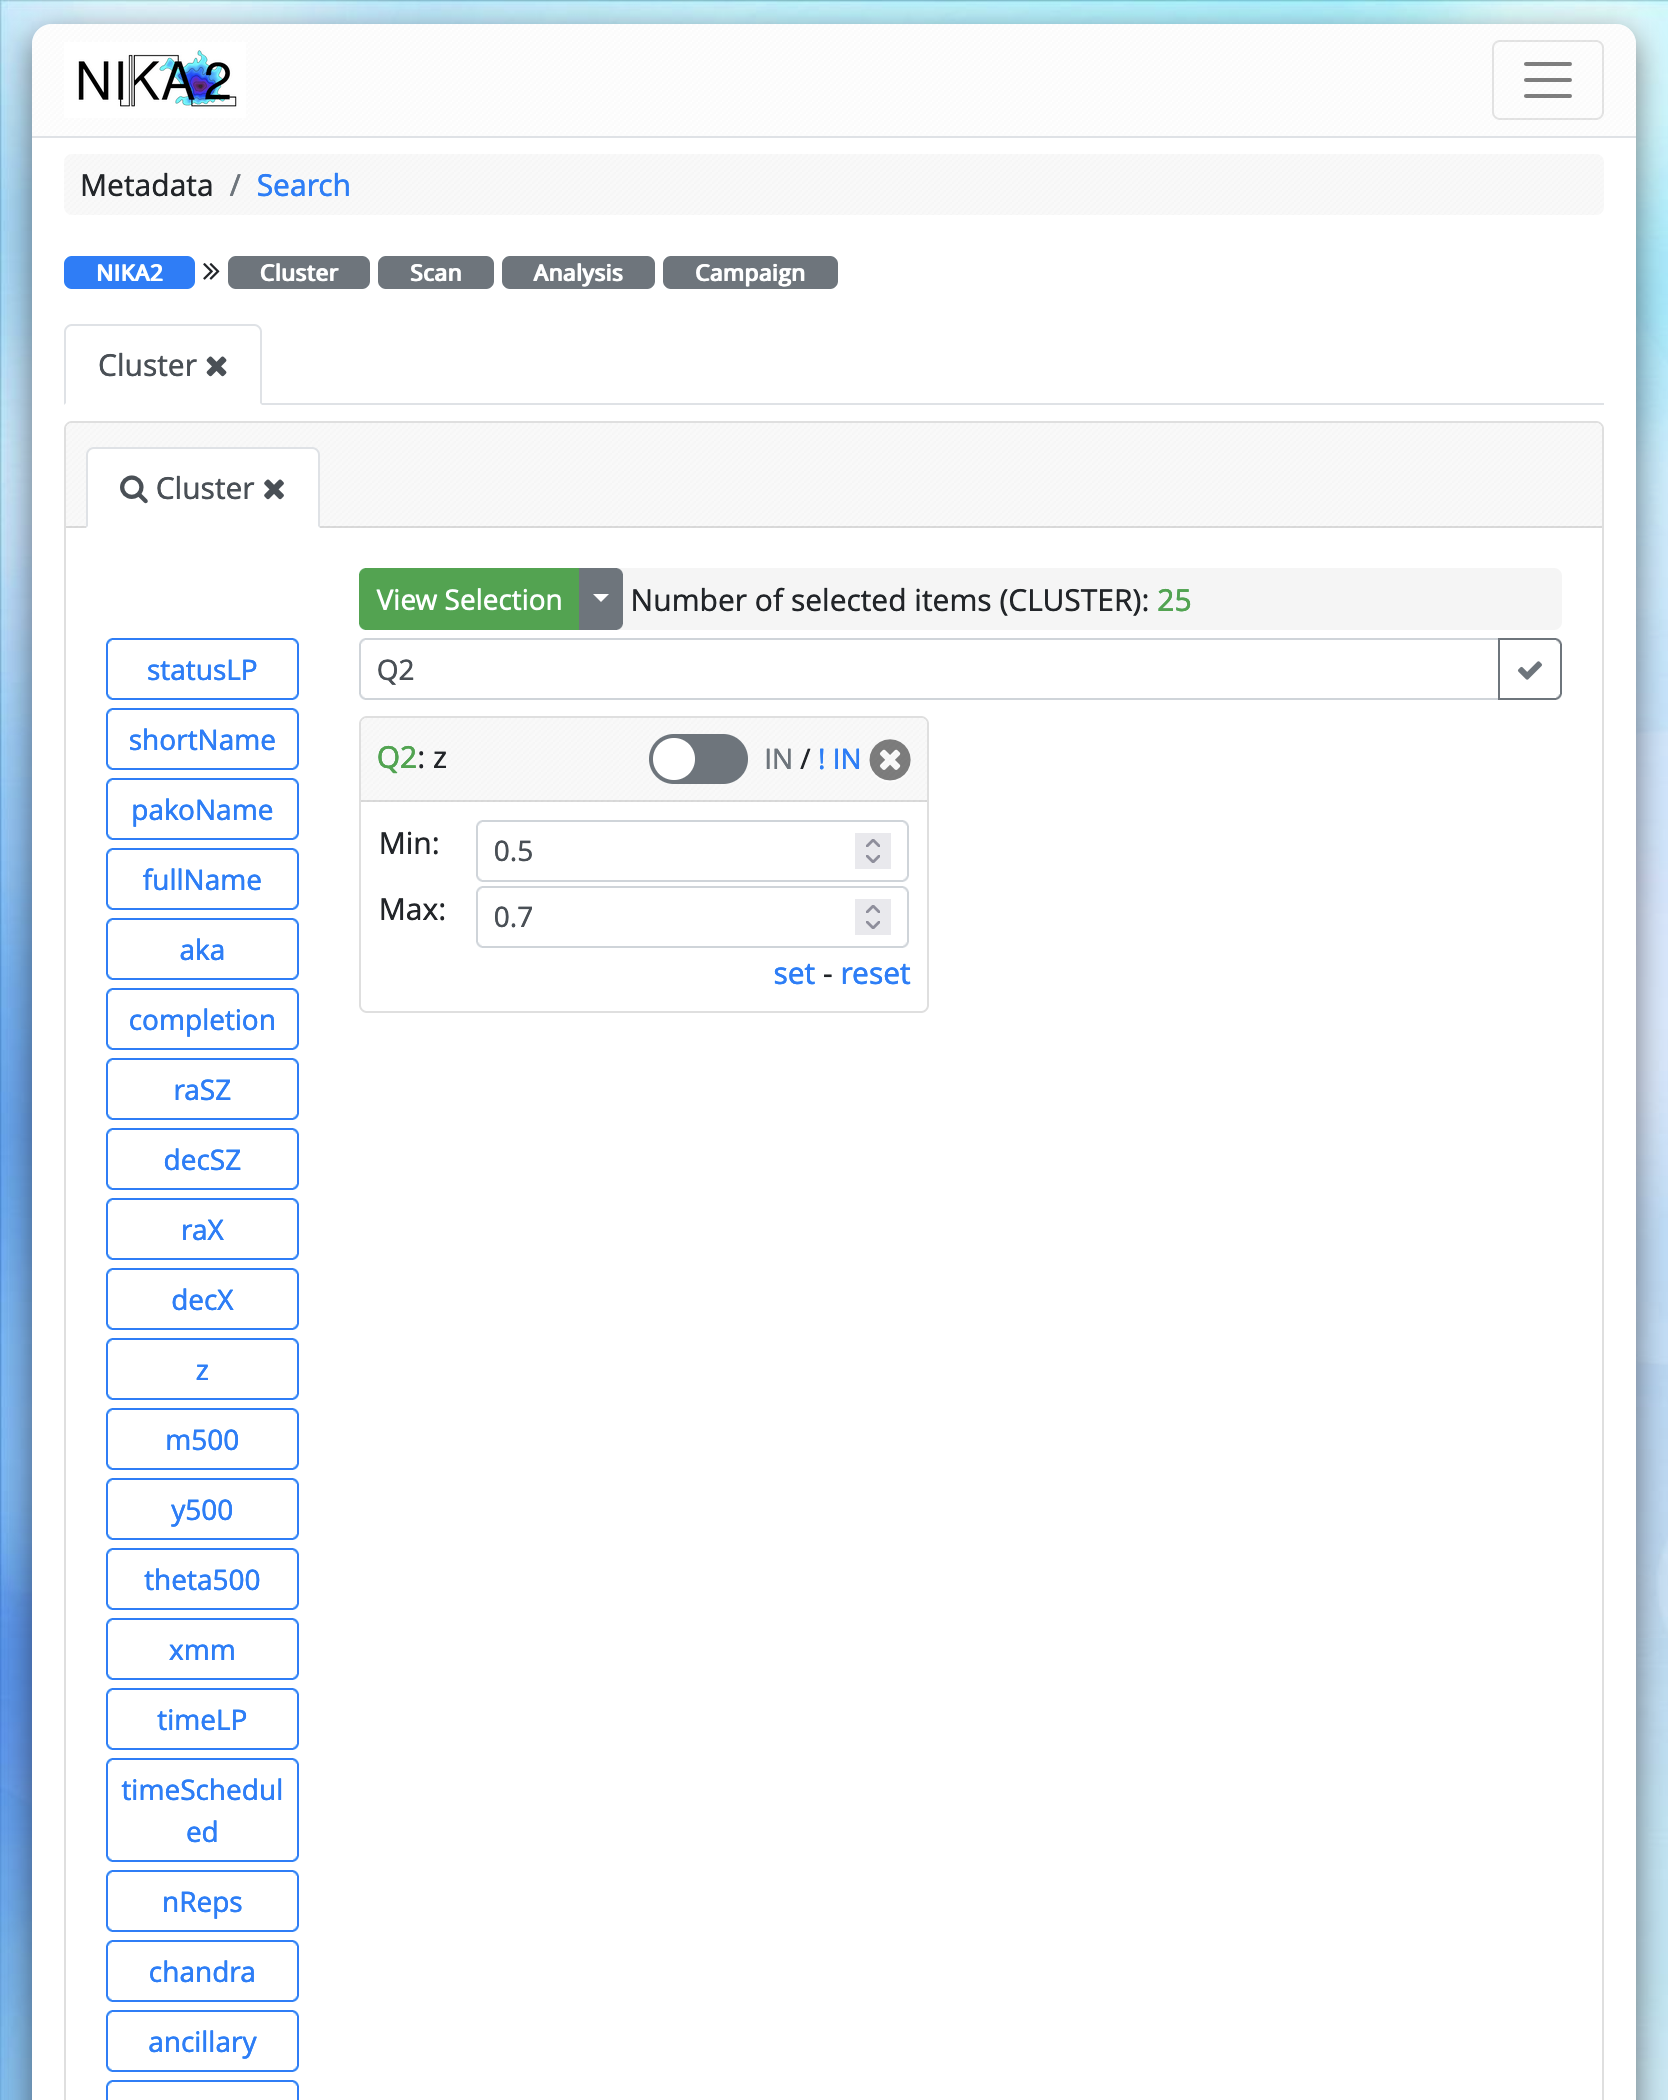 NIKA2
Metadata / Search
NIKA2 » Cluster Scan Analysis Campaign
Cluster
Cluster
View Selection Number of selected items (CLUSTER): 25
Q2
Q2: z IN / ! IN
Min: 0.5
Max: 0.7
set - reset
statusLP
shortName
pakoName
fullName
aka
completion
raSZ
decSZ
raX
decX
z
m500
y500
theta500
xmm
timeLP
timeSchedul
ed
nReps
chandra
ancillary